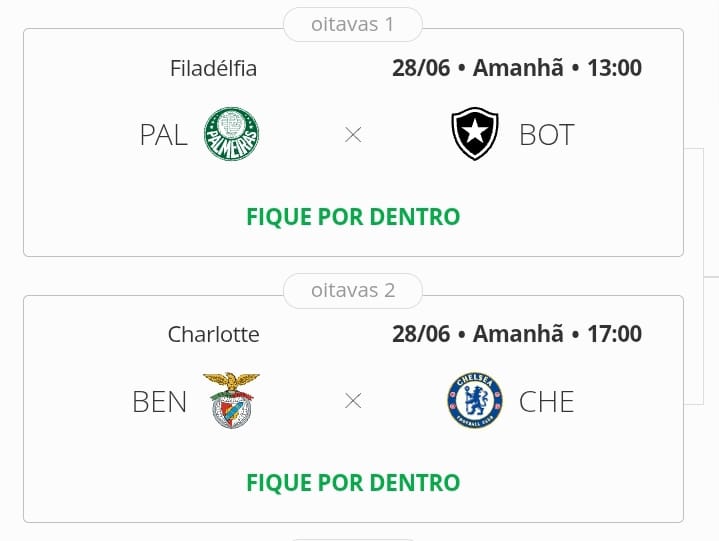 oitavas 1
Filadélfia 28/06 • Amanhã • 13:00
PAL PALMEIRAS × BOT
FIQUE POR DENTRO
oitavas 2
Charlotte 28/06 • Amanhã • 17:00
BEN × CHELSEA FOOTBALL CLUB CHE
FIQUE POR DENTRO